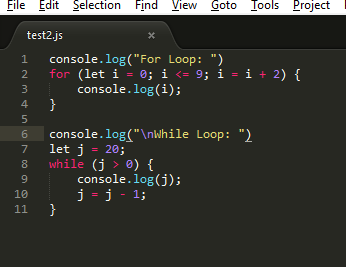 File Edit Selection Find View Goto Tools Project
test2.js ×
1 console.log("For Loop: ")
2 for (let i = 0; i <= 9; i = i + 2) {
3 console.log(i);
4 }
5
6 console.log("\nWhile Loop: ")
7 let j = 20;
8 while (j > 0) {
9 console.log(j);
10 j = j - 1;
11 }